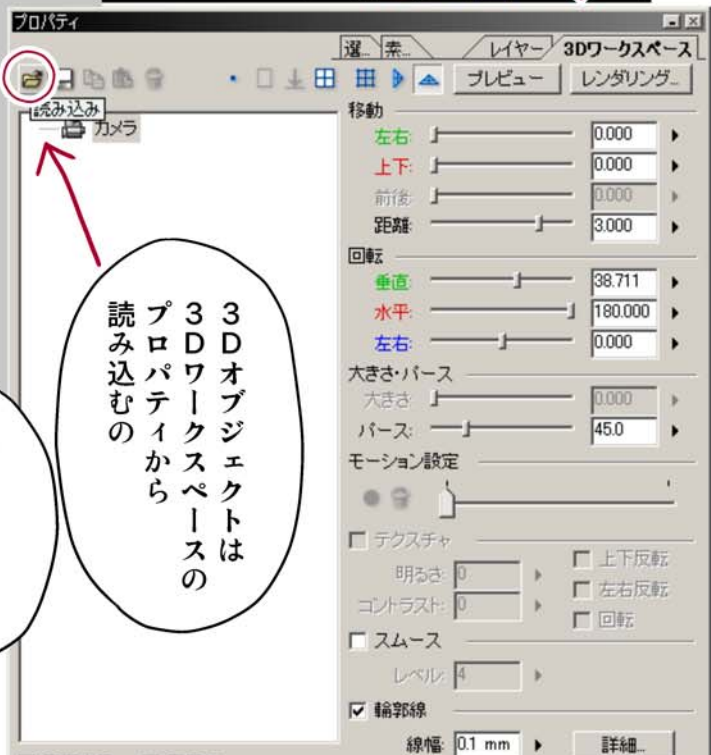 プロパティ
選... 素... レイヤー 3Dワークスペース
プレビュー レンダリング...
読み込み
カメラ
移動
左右: 0.000
上下: 0.000
前後: 0.000
距離: 3.000
回転
垂直: 38.711
水平: 180.000
左右: 0.000
大きさ・パース
大きさ: 0.000
パース: 45.0
モーション設定
テクスチャ
明るさ: 0
コントラスト: 0
上下反転
左右反転
回転
スムース
レベル: 4
輪郭線
線幅: 0.1 mm 詳細...
3Dオブジェクトは
3Dワークスペースの
プロパティから
読み込むの